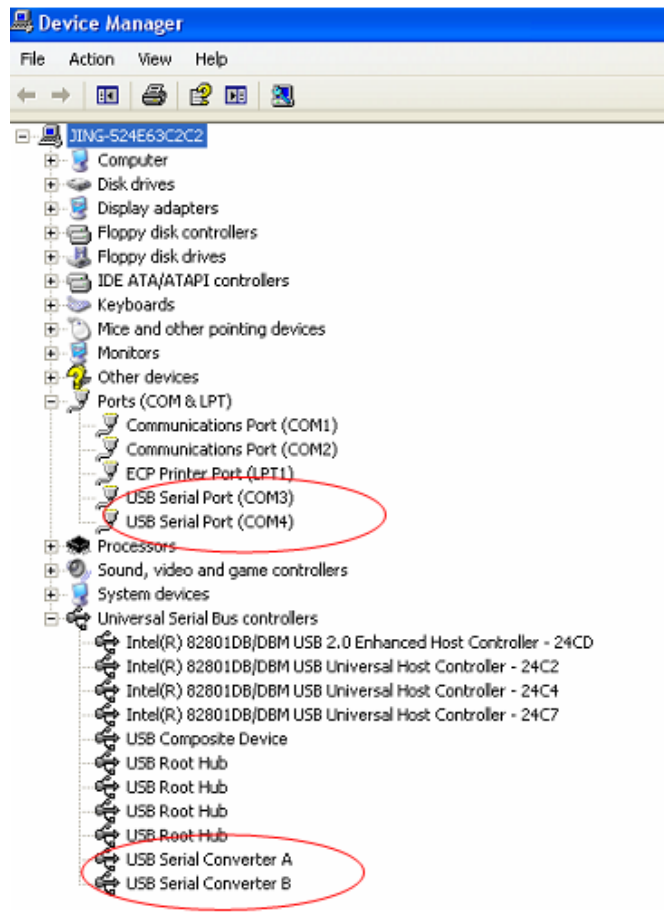 Device Manager
File Action View Help
JING-524E63C2C2
Computer
Disk drives
Display adapters
Floppy disk controllers
Floppy disk drives
IDE ATA/ATAPI controllers
Keyboards
Mice and other pointing devices
Monitors
Other devices
Ports (COM & LPT)
Communications Port (COM1)
Communications Port (COM2)
ECP Printer Port (LPT1)
USB Serial Port (COM3)
USB Serial Port (COM4)
Processors
Sound, video and game controllers
System devices
Universal Serial Bus controllers
Intel(R) 82801DB/DBM USB 2.0 Enhanced Host Controller - 24CD
Intel(R) 82801DB/DBM USB Universal Host Controller - 24C2
Intel(R) 82801DB/DBM USB Universal Host Controller - 24C4
Intel(R) 82801DB/DBM USB Universal Host Controller - 24C7
USB Composite Device
USB Root Hub
USB Root Hub
USB Root Hub
USB Root Hub
USB Serial Converter A
USB Serial Converter B